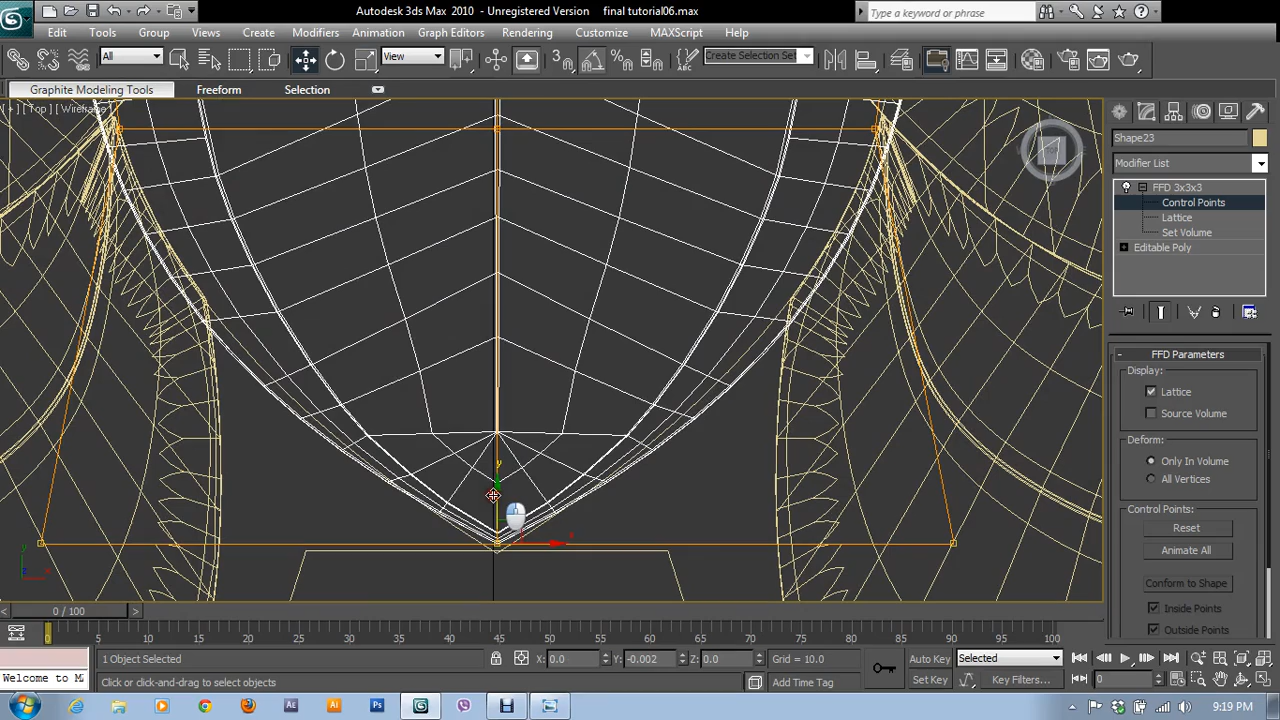 Autodesk 3ds Max 2010 - Unregistered Version final tutorial06.max
Type a keyword or phrase
Edit Tools Group Views Create Modifiers Animation Graph Editors Rendering Customize MAXScript Help
All View Create Selection Set
Graphite Modeling Tools Freeform Selection
[ + ] [ Top ] [ Wireframe
Shape23
Modifier List
FFD 3x3x3
Control Points
Lattice
Set Volume
Editable Poly
FFD Parameters
Display:
Lattice
Source Volume
Deform:
Only In Volume
All Vertices
Control Points:
Reset
Animate All
Conform to Shape
Inside Points
Outside Points
y
x
0 / 100
0 5 10 15 20 25 30 35 40 45 50 55 60 65 70 75 80 85 90 95 100
1 Object Selected X: 0.0 Y: -0.002 Z: 0.0 Grid = 10.0 Auto Key Selected
Welcome to M Click or click-and-drag to select objects Add Time Tag Set Key Key Filters... 0
Ae Ai Ps 9:19 PM